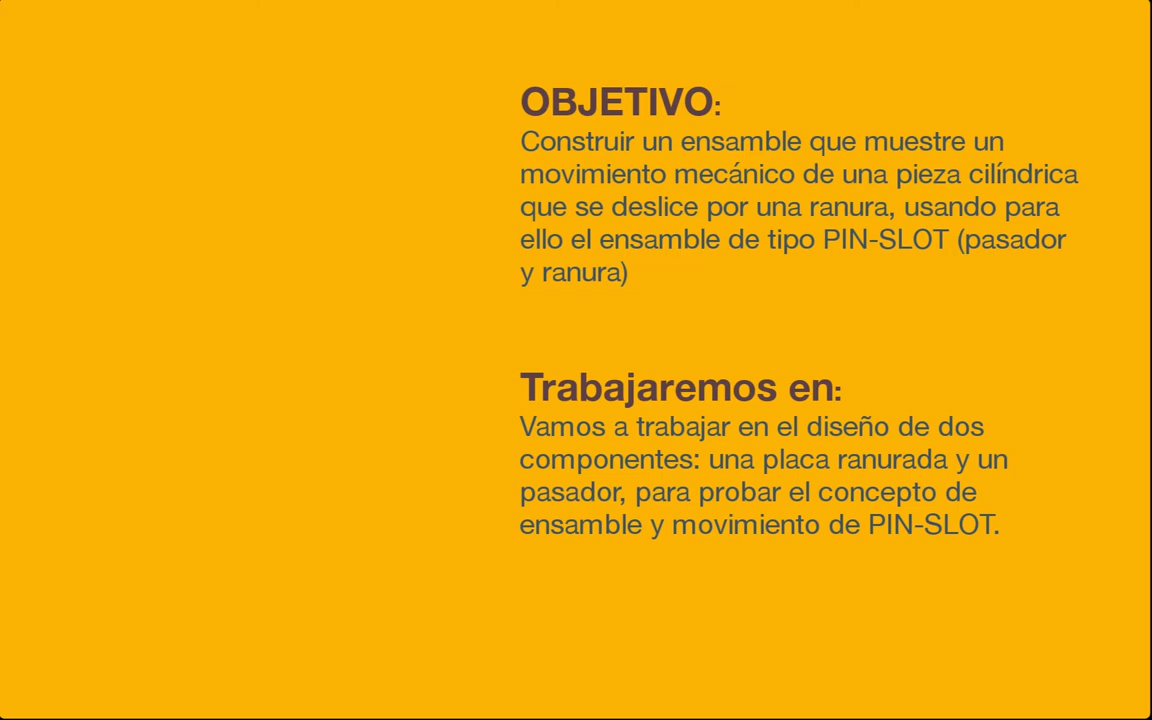 OBJETIVO:
Construir un ensamble que muestre un
movimiento mecánico de una pieza cilíndrica
que se deslice por una ranura, usando para
ello el ensamble de tipo PIN-SLOT (pasador
y ranura)
Trabajaremos en:
Vamos a trabajar en el diseño de dos
componentes: una placa ranurada y un
pasador, para probar el concepto de
ensamble y movimiento de PIN-SLOT.